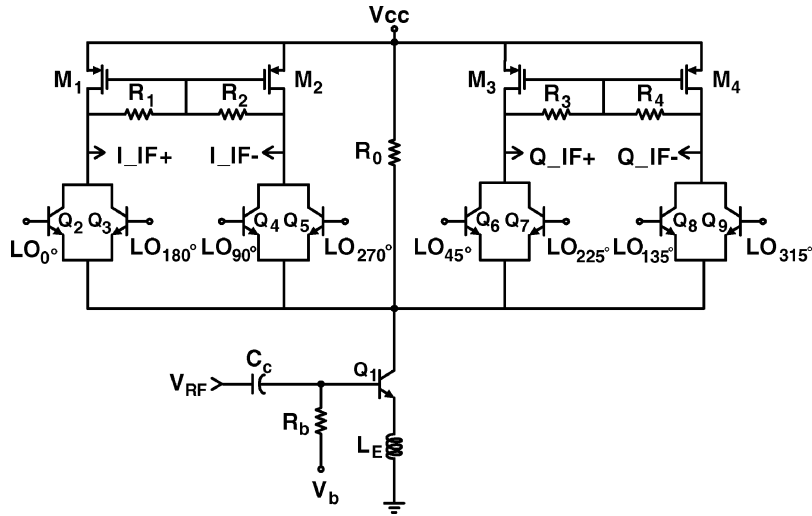 Vcc
M1 R1 R2 M2 R0 M3 R3 R4 M4
I_IF+ I_IF- Q_IF+ Q_IF-
Q2 Q3 Q4 Q5 Q6 Q7 Q8 Q9
LO0° LO180° LO90° LO270° LO45° LO225° LO135° LO315°
VRF Cc Q1
Rb LE
Vb